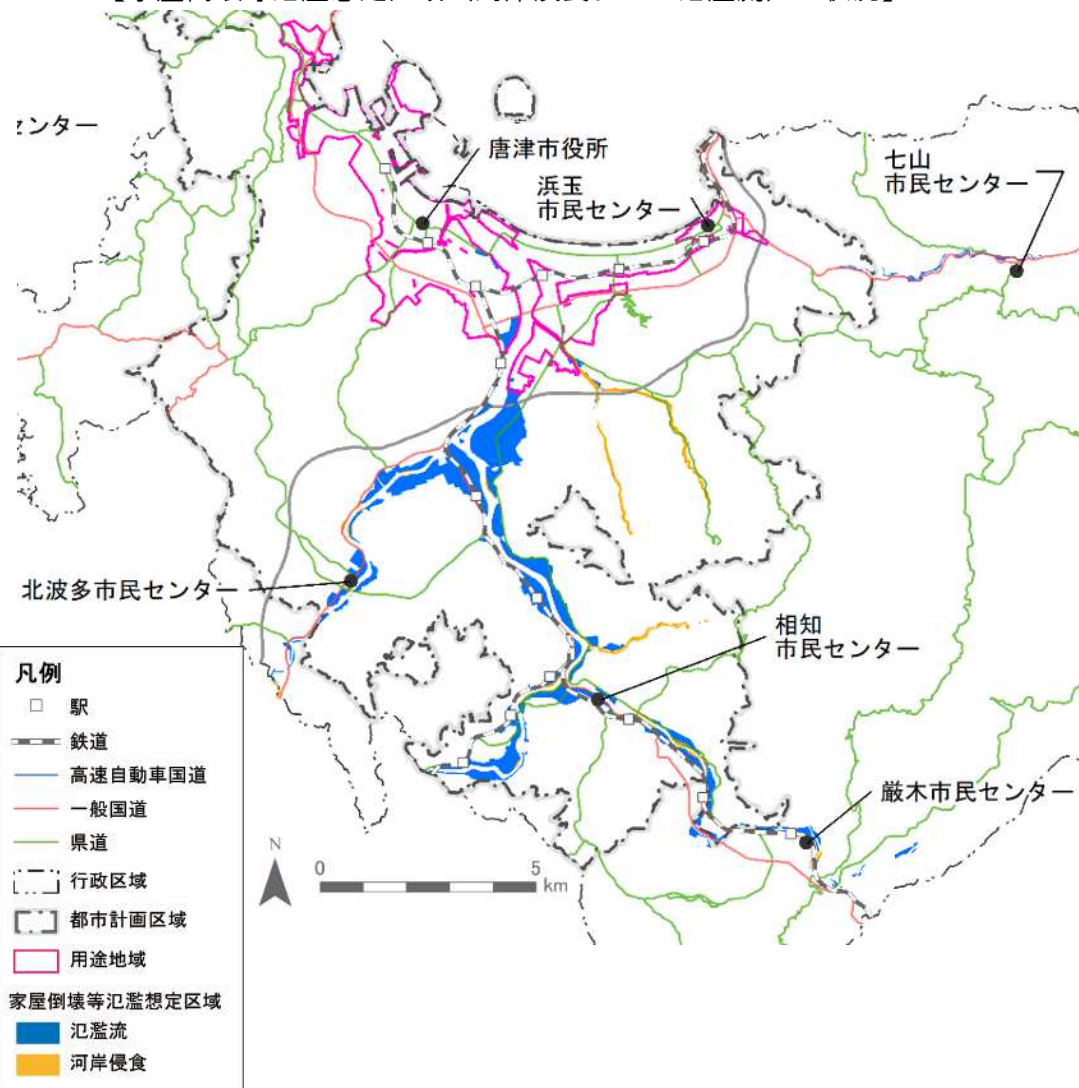 ンター
唐津市役所
浜玉
市民センター
七山
市民センター
北波多市民センター
相知
市民センター
厳木市民センター
N
0 5
km
凡例
駅
鉄道
高速自動車国道
一般国道
県道
行政区域
都市計画区域
用途地域
家屋倒壊等氾濫想定区域
氾濫流
河岸侵食